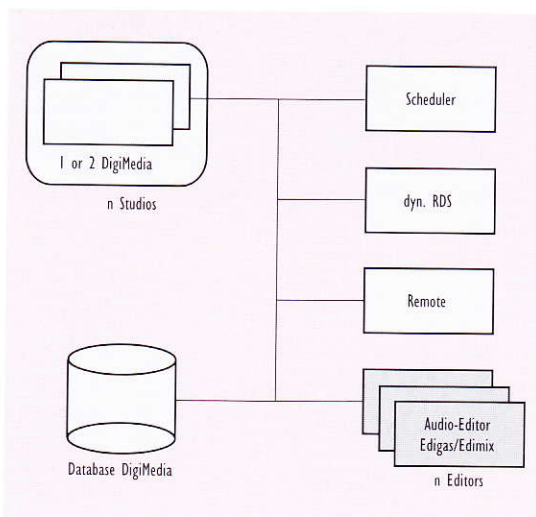 Scheduler
1 or 2 DigiMedia
n Studios
dyn. RDS
Remote
Audio-Editor
Edigas/Edimix
Database DigiMedia
n Editors